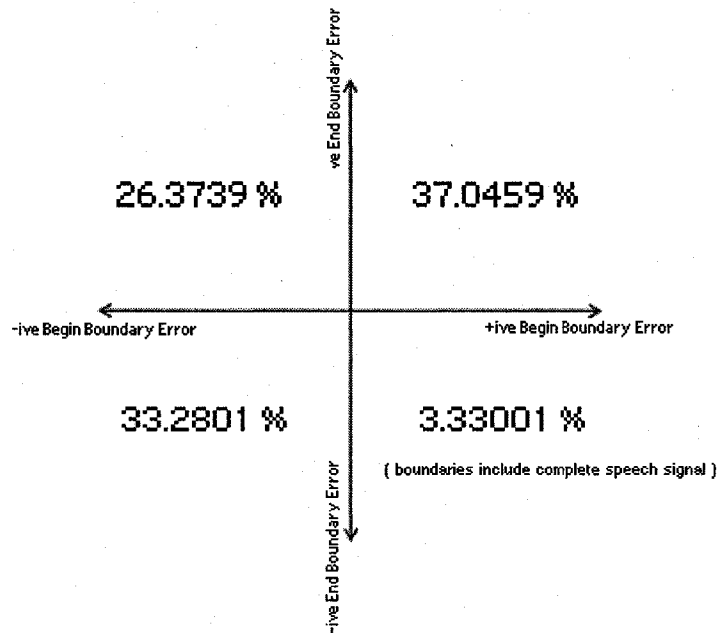 ve End Boundary Error
26.3739 %
37.0459 %
-ive Begin Boundary Error
+ive Begin Boundary Error
33.2801 %
3.33001 %
( boundaries include complete speech signal )
-ive End Boundary Error